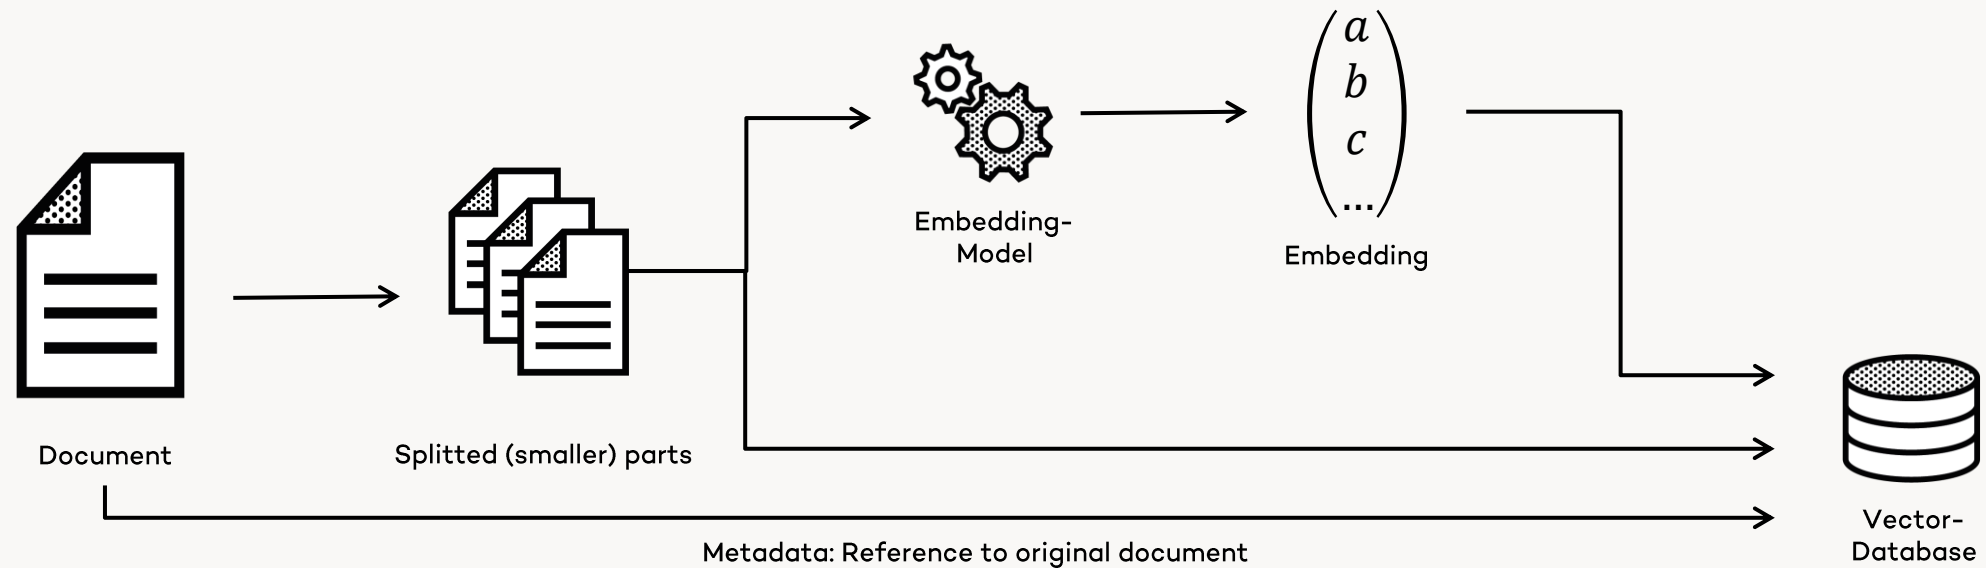 a
b
c
...
Embedding-
Model
Embedding
Document
Splitted (smaller) parts
Vector-
Database
Metadata: Reference to original document